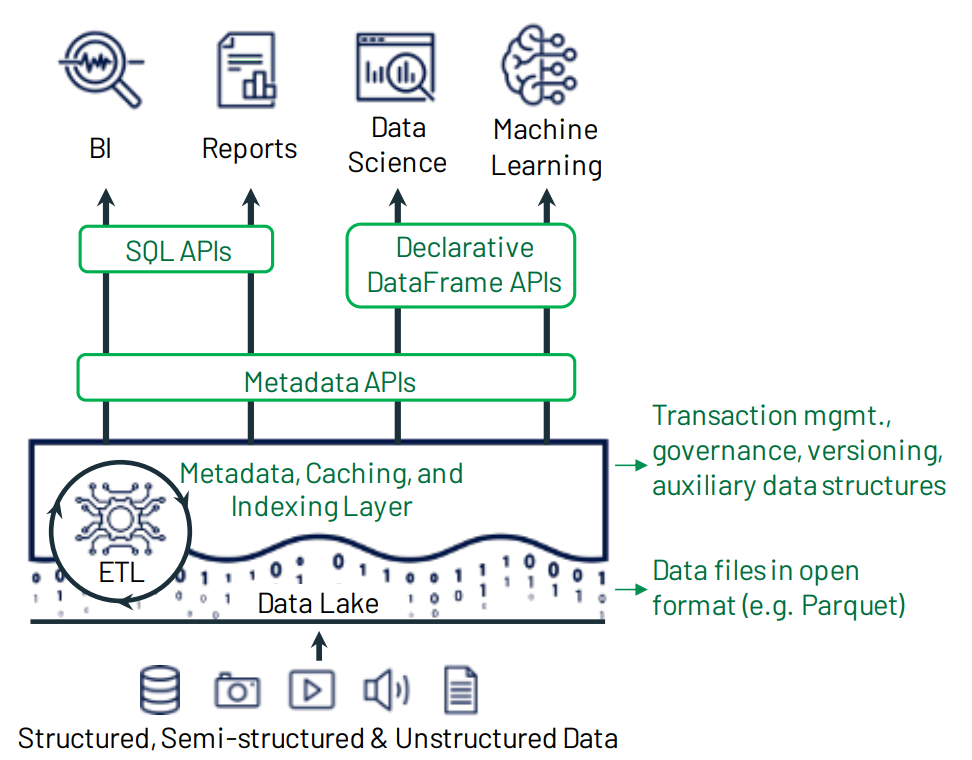 BI
Reports
Data
Science
Machine
Learning
SQL APIs
Declarative
DataFrame APIs
Metadata APIs
Metadata, Caching, and
Indexing Layer
Transaction mgmt.,
governance, versioning,
auxiliary data structures
ETL
Data Lake
Data files in open
format (e.g. Parquet)
Structured, Semi-structured & Unstructured Data